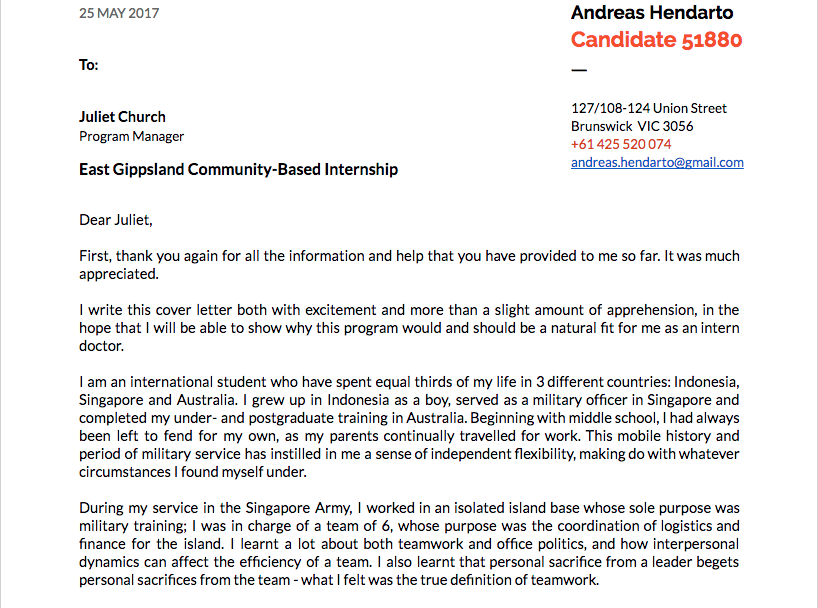 25 MAY 2017
Andreas Hendarto
Candidate 51880
—
To:
Juliet Church
Program Manager
East Gippsland Community-Based Internship
127/108-124 Union Street
Brunswick VIC 3056
+61 425 520 074
andreas.hendarto@gmail.com
Dear Juliet,
First, thank you again for all the information and help that you have provided to me so far. It was much
appreciated.
I write this cover letter both with excitement and more than a slight amount of apprehension, in the
hope that I will be able to show why this program would and should be a natural fit for me as an intern
doctor.
I am an international student who have spent equal thirds of my life in 3 different countries: Indonesia,
Singapore and Australia. I grew up in Indonesia as a boy, served as a military officer in Singapore and
completed my under- and postgraduate training in Australia. Beginning with middle school, I had always
been left to fend for my own, as my parents continually travelled for work. This mobile history and
period of military service has instilled in me a sense of independent flexibility, making do with whatever
circumstances I found myself under.
During my service in the Singapore Army, I worked in an isolated island base whose sole purpose was
military training; I was in charge of a team of 6, whose purpose was the coordination of logistics and
finance for the island. I learnt a lot about both teamwork and office politics, and how interpersonal
dynamics can affect the efficiency of a team. I also learnt that personal sacrifice from a leader begets
personal sacrifices from the team - what I felt was the true definition of teamwork.